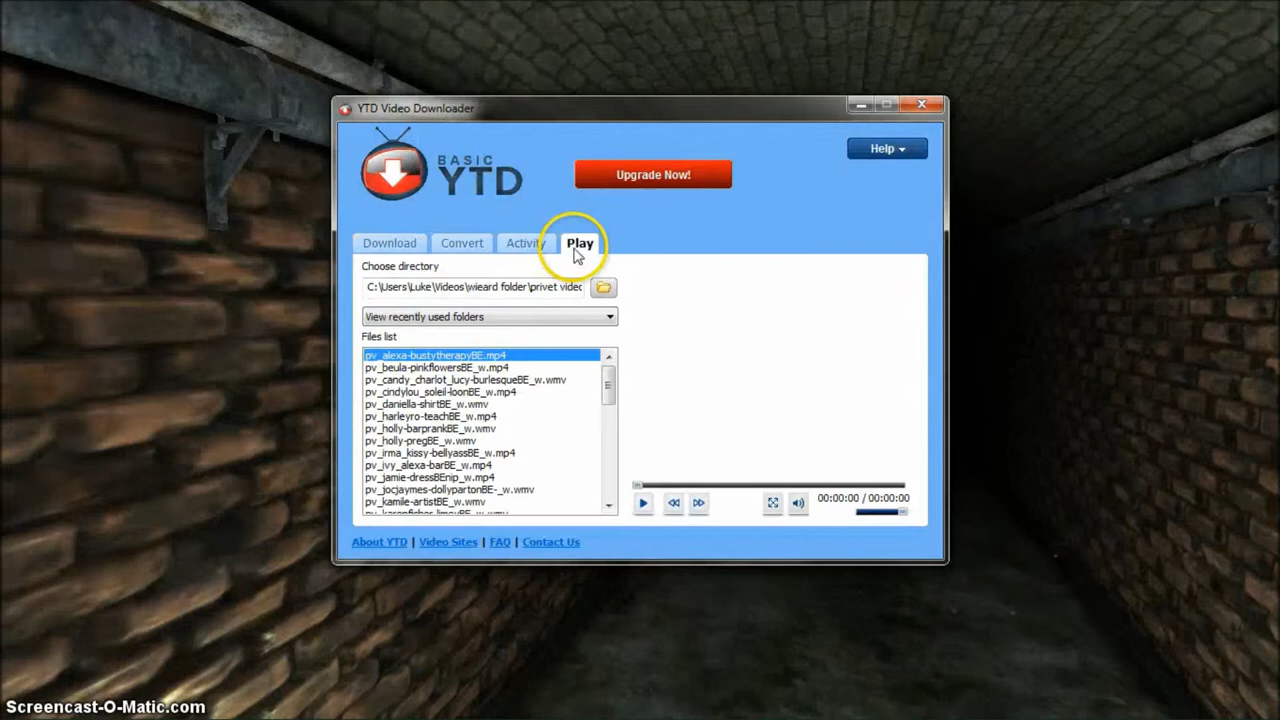 YTD Video Downloader
BASIC
YTD
Upgrade Now!
Help
Download
Convert
Activity
Play
Choose directory
C:\Users\Luke\Videos\wieard folder\privet videc
View recently used folders
Files list
pv_alexa-bustytherapyBE.mp4
pv_beula-pinkflowersBE_w.mp4
pv_candy_charlot_lucy-burlesqueBE_w.wmv
pv_cindylou_soleil-loonBE_w.mp4
pv_daniella-shirtBE_w.wmv
pv_harleyro-teachBE_w.mp4
pv_holly-barprankBE_w.wmv
pv_holly-pregBE_w.wmv
pv_irma_kissy-bellyassBE_w.mp4
pv_ivy_alexa-barBE_w.mp4
pv_jamie-dressBEnip_w.mp4
pv_jocjaymes-dollypartonBE-_w.wmv
pv_kamile-artistBE_w.wmv
00:00:00 / 00:00:00
About YTD | Video Sites | FAQ | Contact Us
Screencast-O-Matic.com